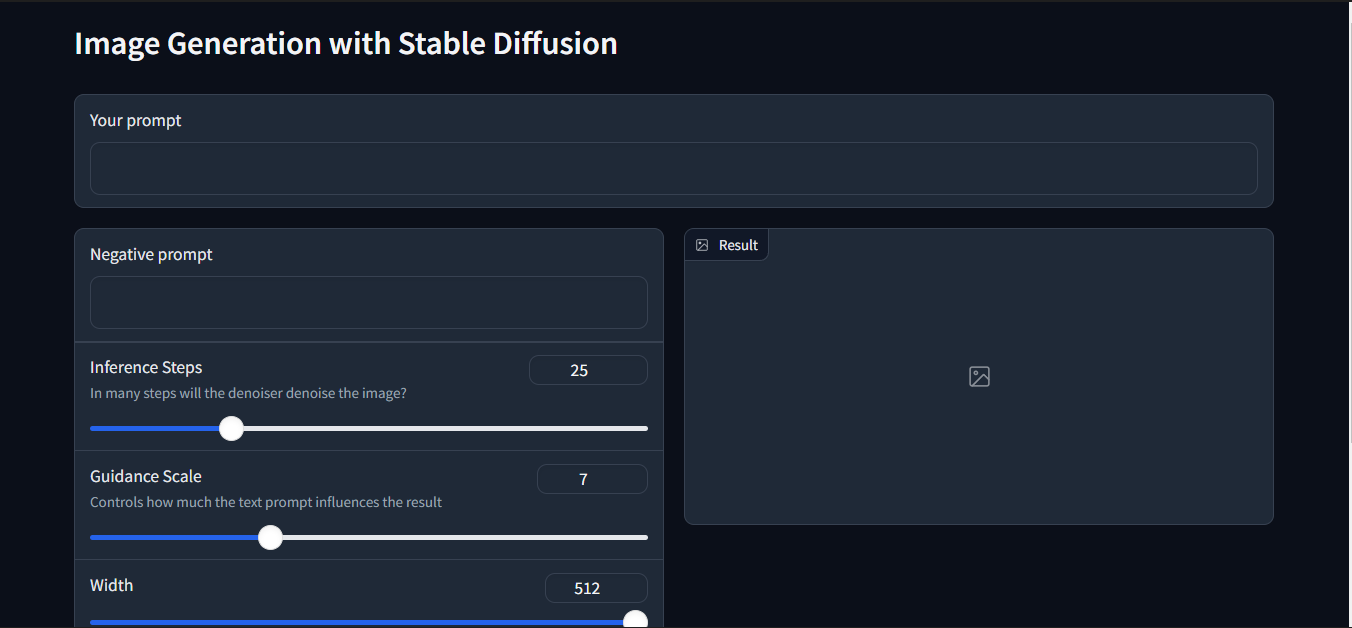 Image Generation with Stable Diffusion
Your prompt
Negative prompt
Result
Inference Steps
25
In many steps will the denoiser denoise the image?
Guidance Scale
7
Controls how much the text prompt influences the result
Width
512